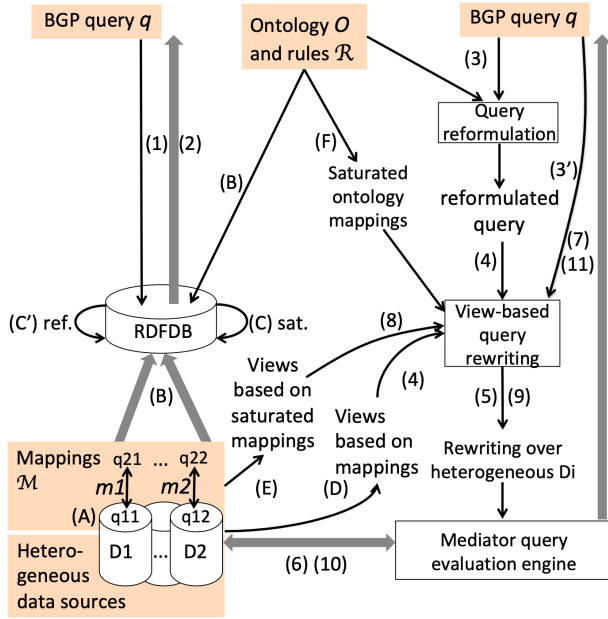 BGP query q
Ontology O
and rules R
BGP query q
(1)
(2)
(B)
(F)
(3)
Query
reformulation
(3')
Saturated
ontology
mappings
reformulated
query
(4)
(7)
(11)
(C') ref.
RDFDB
(C) sat.
(8)
View-based
query
rewriting
(B)
Views
based on
saturated
mappings
(4)
(5)
(9)
Views
based on
mappings
Rewriting over
heterogeneous Di
Mappings
M
q21
...
q22
m1
m2
(E)
(D)
(A)
q11
q12
D1
...
D2
Hetero-
geneous
data sources
(6) (10)
Mediator query
evaluation engine